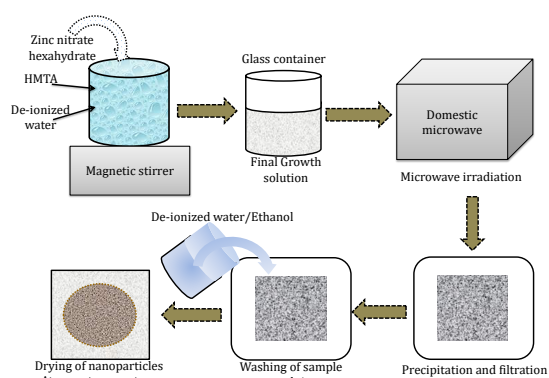 Zinc nitrate
hexahydrate
HMTA
De-ionized
water
Magnetic stirrer
Glass container
Final Growth
solution
Domestic
microwave
Microwave irradiation
De-ionized water/Ethanol
Drying of nanoparticles
Washing of sample
Precipitation and filtration